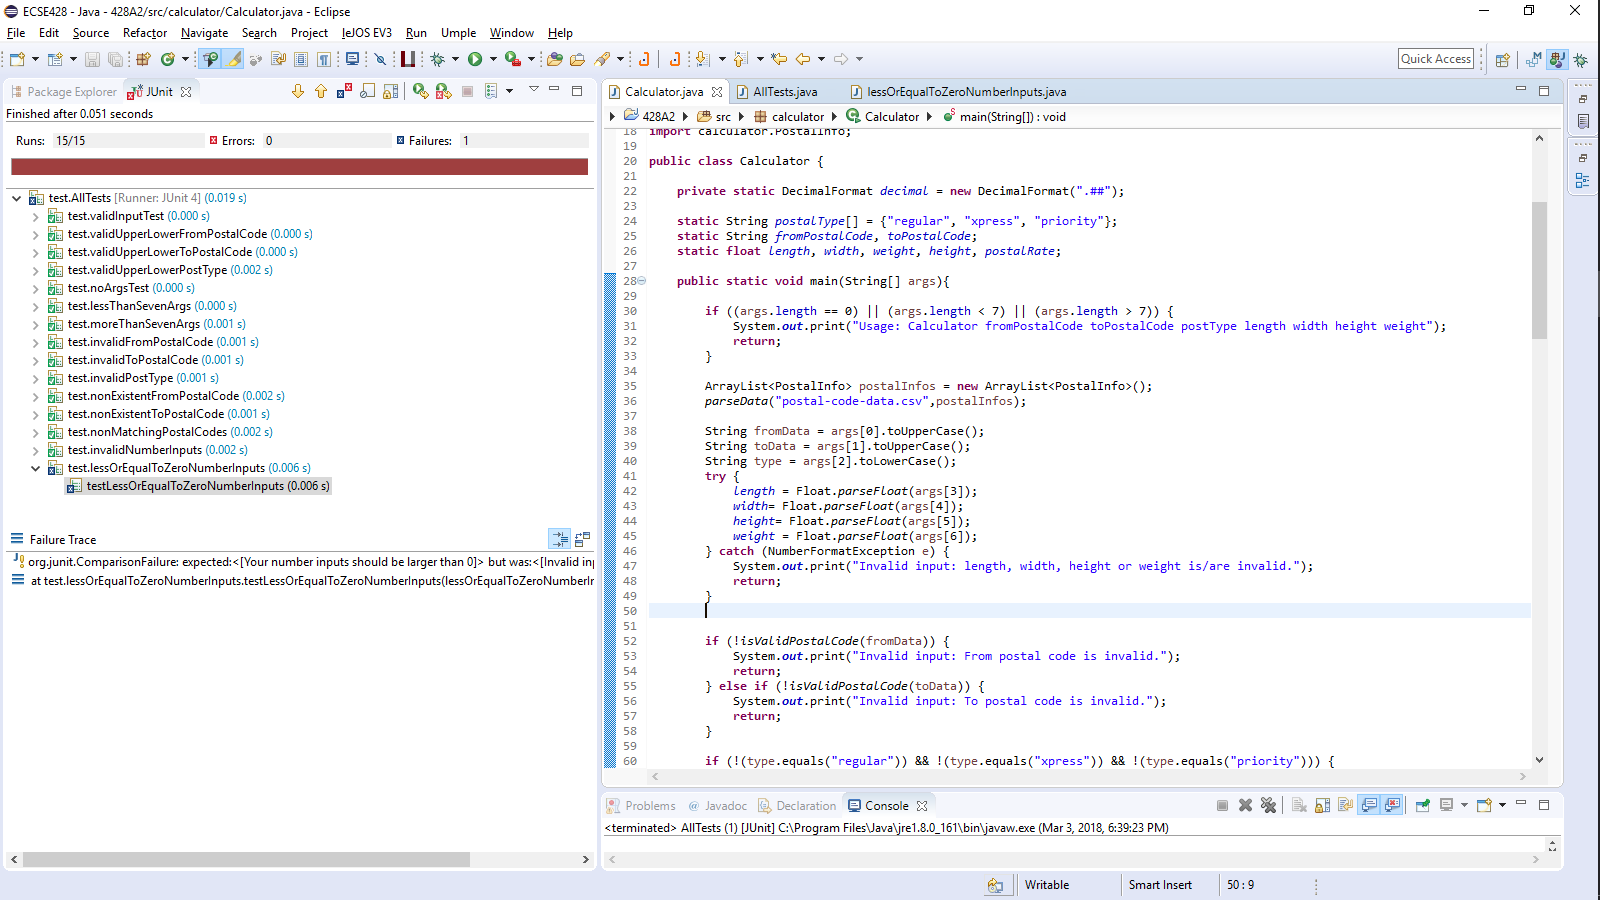 ECSE428 - Java - 428A2/src/calculator/Calculator.java - Eclipse
File Edit Source Refactor Navigate Search Project leJOS EV3 Run Umple Window Help
Quick Access
Package Explorer JUnit
Finished after 0.051 seconds
Runs: 15/15 Errors: 0 Failures: 1
test.AllTests [Runner: JUnit 4] (0.019 s)
test.validInputTest (0.000 s)
test.validUpperLowerFromPostalCode (0.000 s)
test.validUpperLowerToPostalCode (0.000 s)
test.validUpperLowerPostType (0.002 s)
test.noArgsTest (0.000 s)
test.lessThanSevenArgs (0.000 s)
test.moreThanSevenArgs (0.001 s)
test.invalidFromPostalCode (0.001 s)
test.invalidToPostalCode (0.001 s)
test.invalidPostType (0.001 s)
test.nonExistentFromPostalCode (0.002 s)
test.nonExistentToPostalCode (0.001 s)
test.nonMatchingPostalCodes (0.002 s)
test.invalidNumberInputs (0.002 s)
test.lessOrEqualToZeroNumberInputs (0.006 s)
testLessOrEqualToZeroNumberInputs (0.006 s)
Failure Trace
org.junit.ComparisonFailure: expected:<[Your number inputs should be larger than 0]> but was:<[Invalid in
at test.lessOrEqualToZeroNumberInputs.testLessOrEqualToZeroNumberInputs(lessOrEqualToZeroNumberIr
Calculator.java AllTests.java lessOrEqualToZeroNumberInputs.java
428A2 src calculator Calculator main(String[]) : void
18 import calculator.PostalInfo;
19
20 public class Calculator {
21
22 private static DecimalFormat decimal = new DecimalFormat(".##");
23
24 static String postalType[] = {"regular", "xpress", "priority"};
25 static String fromPostalCode, toPostalCode;
26 static float length, width, weight, height, postalRate;
27
28 public static void main(String[] args){
29
30 if ((args.length == 0) || (args.length < 7) || (args.length > 7)) {
31 System.out.print("Usage: Calculator fromPostalCode toPostalCode postType length width height weight");
32 return;
33 }
34
35 ArrayList<PostalInfo> postalInfos = new ArrayList<PostalInfo>();
36 parseData("postal-code-data.csv",postalInfos);
37
38 String fromData = args[0].toUpperCase();
39 String toData = args[1].toUpperCase();
40 String type = args[2].toLowerCase();
41 try {
42 length = Float.parseFloat(args[3]);
43 width= Float.parseFloat(args[4]);
44 height= Float.parseFloat(args[5]);
45 weight = Float.parseFloat(args[6]);
46 } catch (NumberFormatException e) {
47 System.out.print("Invalid input: length, width, height or weight is/are invalid.");
48 return;
49 }
50
51
52 if (!isValidPostalCode(fromData)) {
53 System.out.print("Invalid input: From postal code is invalid.");
54 return;
55 } else if (!isValidPostalCode(toData)) {
56 System.out.print("Invalid input: To postal code is invalid.");
57 return;
58 }
59
60 if (!(type.equals("regular")) && !(type.equals("xpress")) && !(type.equals("priority"))) {
Problems Javadoc Declaration Console
<terminated> AllTests (1) [JUnit] C:\Program Files\Java\jre1.8.0_161\bin\javaw.exe (Mar 3, 2018, 6:39:23 PM)
Writable Smart Insert 50 : 9